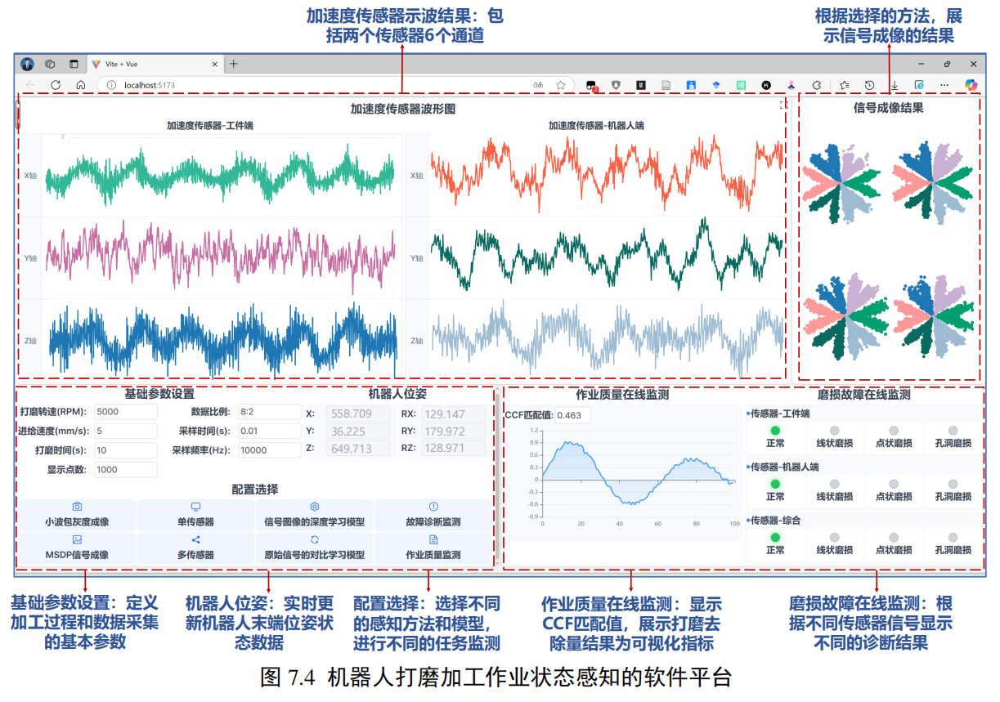 加速度传感器示波结果：包
括两个传感器6个通道
根据选择的方法，展
示信号成像的结果
Vite + Vue
localhost:5173
加速度传感器波形图
信号成像结果
加速度传感器-工件端
加速度传感器-机器人端
X轴
X轴
Y轴
Y轴
Z轴
Z轴
基础参数设置
机器人位姿
作业质量在线监测
磨损故障在线监测
打磨转速(RPM): 5000
数据比例: 8:2
X: 558.709
RX: 129.147
进给速度(mm/s): 5
采样时间(s): 0.01
Y: 36.225
RY: 179.972
打磨时间(s): 10
采样频率(Hz): 10000
Z: 649.713
RZ: 128.971
显示点数: 1000
配置选择
小波包灰度成像
单传感器
信号图像的深度学习模型
故障诊断监测
MSDP信号成像
多传感器
原始信号的对比学习模型
作业质量监测
CCF匹配值: 0.463
1.2
0.9
0.6
0.3
0
-0.3
-0.6
-0.9
0 20 40 60 80 100
传感器-工件端
正常 线状磨损 点状磨损 孔洞磨损
传感器-机器人端
正常 线状磨损 点状磨损 孔洞磨损
传感器-综合
正常 线状磨损 点状磨损 孔洞磨损
基础参数设置：定义
加工过程和数据采集
的基本参数
机器人位姿：实时更
新机器人末端位姿状
态数据
配置选择：选择不同
的感知方法和模型，
进行不同的任务监测
作业质量在线监测：显示
CCF匹配值，展示打磨去
除量结果为可视化指标
磨损故障在线监测：根
据不同传感器信号显示
不同的诊断结果
图 7.4 机器人打磨加工作业状态感知的软件平台